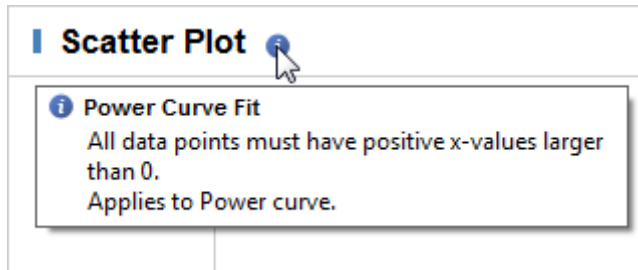 Scatter Plot
Power Curve Fit
All data points must have positive x-values larger
than 0.
Applies to Power curve.